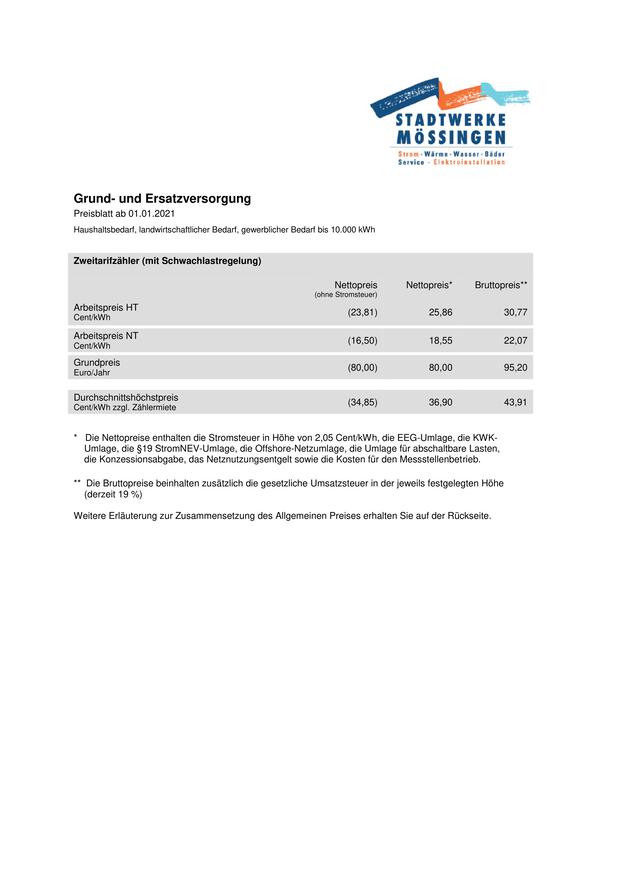 STADTWERKE
MÖSSINGEN
Strom · Wärme · Wasser · Bäder
Service · Elektroinstallation
Grund- und Ersatzversorgung
Preisblatt ab 01.01.2021
Haushaltsbedarf, landwirtschaftlicher Bedarf, gewerblicher Bedarf bis 10.000 kWh
Zweitarifzähler (mit Schwachlastregelung)
Nettopreis Nettopreis* Bruttopreis**
(ohne Stromsteuer)
Arbeitspreis HT (23,81) 25,86 30,77
Cent/kWh
Arbeitspreis NT (16,50) 18,55 22,07
Cent/kWh
Grundpreis (80,00) 80,00 95,20
Euro/Jahr
Durchschnittshöchstpreis (34,85) 36,90 43,91
Cent/kWh zzgl. Zählermiete
* Die Nettopreise enthalten die Stromsteuer in Höhe von 2,05 Cent/kWh, die EEG-Umlage, die KWK-
Umlage, die §19 StromNEV-Umlage, die Offshore-Netzumlage, die Umlage für abschaltbare Lasten,
die Konzessionsabgabe, das Netznutzungsentgelt sowie die Kosten für den Messstellenbetrieb.
** Die Bruttopreise beinhalten zusätzlich die gesetzliche Umsatzsteuer in der jeweils festgelegten Höhe
(derzeit 19 %)
Weitere Erläuterung zur Zusammensetzung des Allgemeinen Preises erhalten Sie auf der Rückseite.